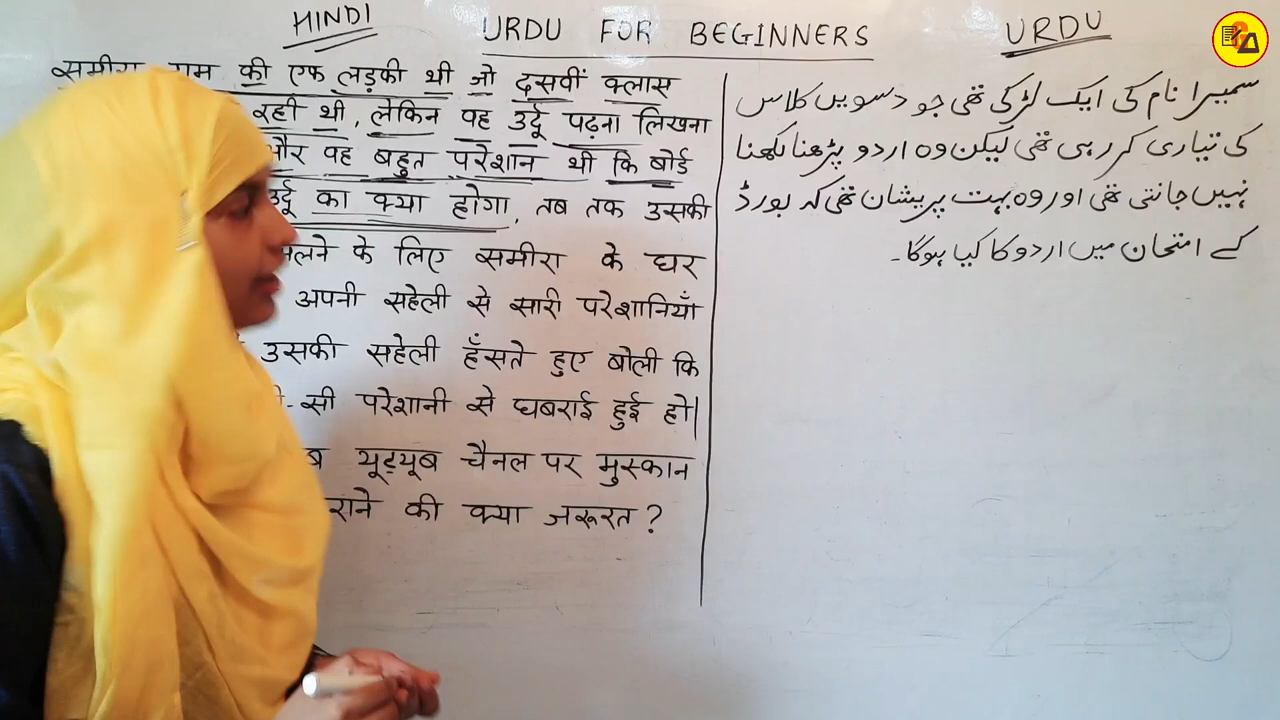 HINDI
URDU FOR BEGINNERS
URDU
समीरा नाम की एक लड़की थी जो दसवीं क्लास
रही थी, लेकिन वह उर्दू पढ़ना लिखना
और वह बहुत परेशान थी कि बोर्ड
उर्दू का क्या होगा, तब तक उसकी
के लिए समीरा के घर
अपनी सहेली से सारी परेशानियाँ
उसकी सहेली हँसते हुए बोली कि
सी परेशानी से घबराई हुई हो|
यूट्यूब चैनल पर मुस्कान
की क्या जरूरत?
سمیرا نام کی ایک لڑکی تھی جو دسویں کلاس
کی تیاری کر رہی تھی لیکن وہ اردو پڑھنا لکھنا
نہیں جانتی تھی اور وہ بہت پریشان تھی کہ بورڈ
کے امتحان میں اردو کا کیا ہوگا۔